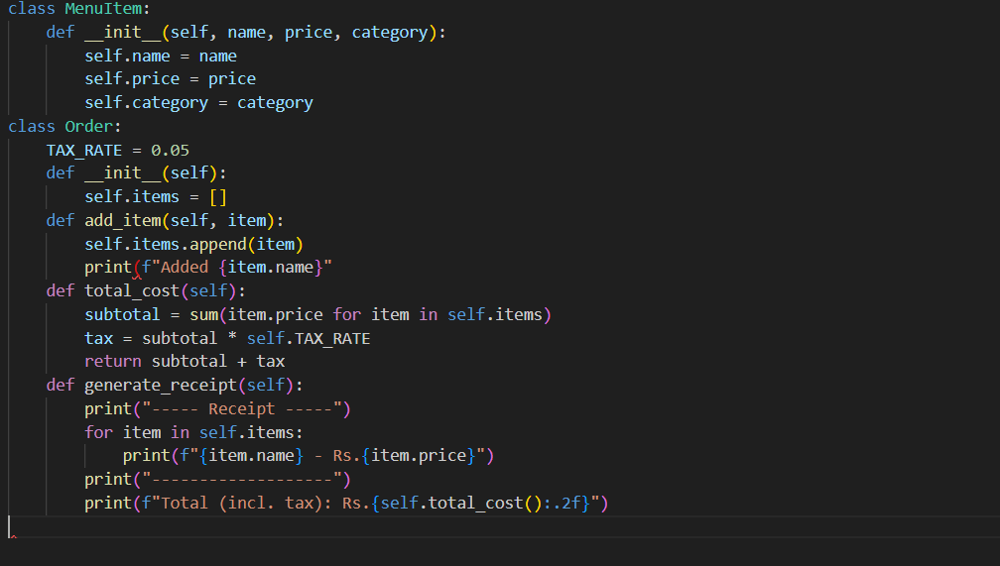 class MenuItem:
    def __init__(self, name, price, category):
        self.name = name
        self.price = price
        self.category = category
class Order:
    TAX_RATE = 0.05
    def __init__(self):
        self.items = []
    def add_item(self, item):
        self.items.append(item)
        print(f"Added {item.name}"
    def total_cost(self):
        subtotal = sum(item.price for item in self.items)
        tax = subtotal * self.TAX_RATE
        return subtotal + tax
    def generate_receipt(self):
        print("----- Receipt -----")
        for item in self.items:
            print(f"{item.name} - Rs.{item.price}")
        print("-------------------")
        print(f"Total (incl. tax): Rs.{self.total_cost():.2f}")